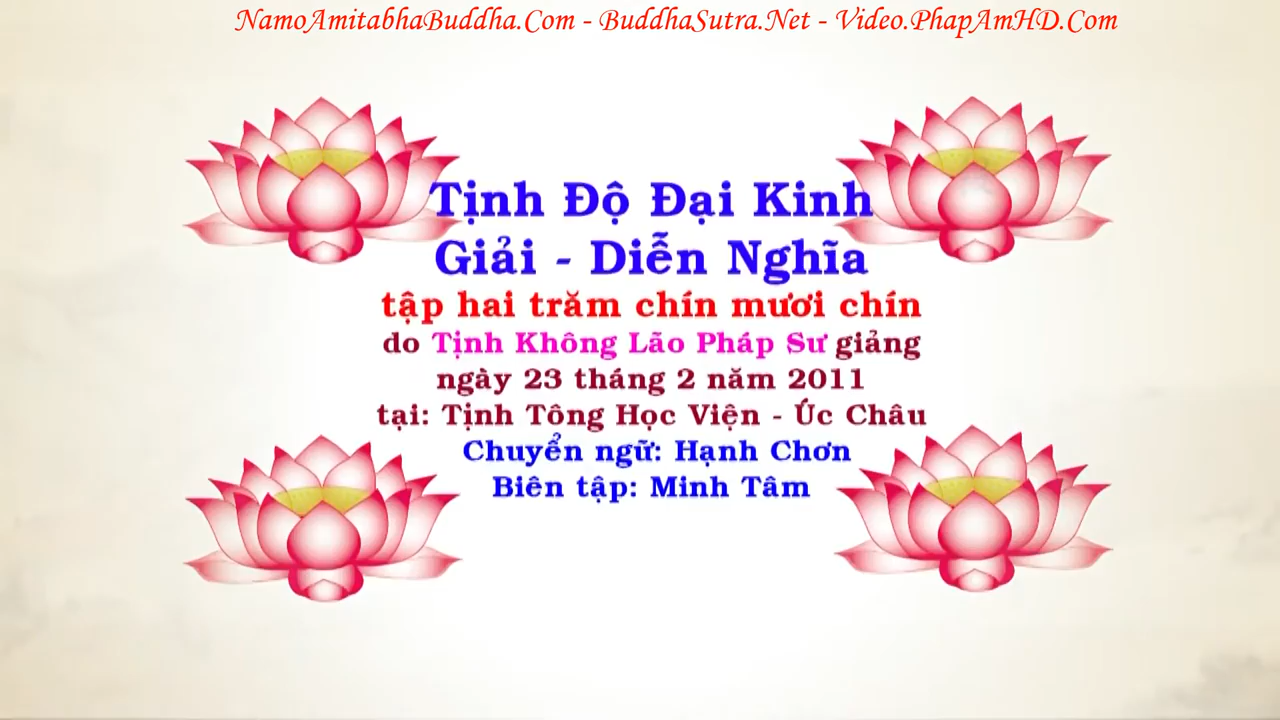 NamoAmitabhaBuddha.Com - BuddhaSutra.Net - Video.PhapAmHD.Com
Tịnh Độ Đại Kinh
Giải - Diễn Nghĩa
tập hai trăm chín mươi chín
do Tịnh Không Lão Pháp Sư giảng
ngày 23 tháng 2 năm 2011
tại: Tịnh Tông Học Viện - Úc Châu
Chuyển ngữ: Hạnh Chơn
Biên tập: Minh Tâm